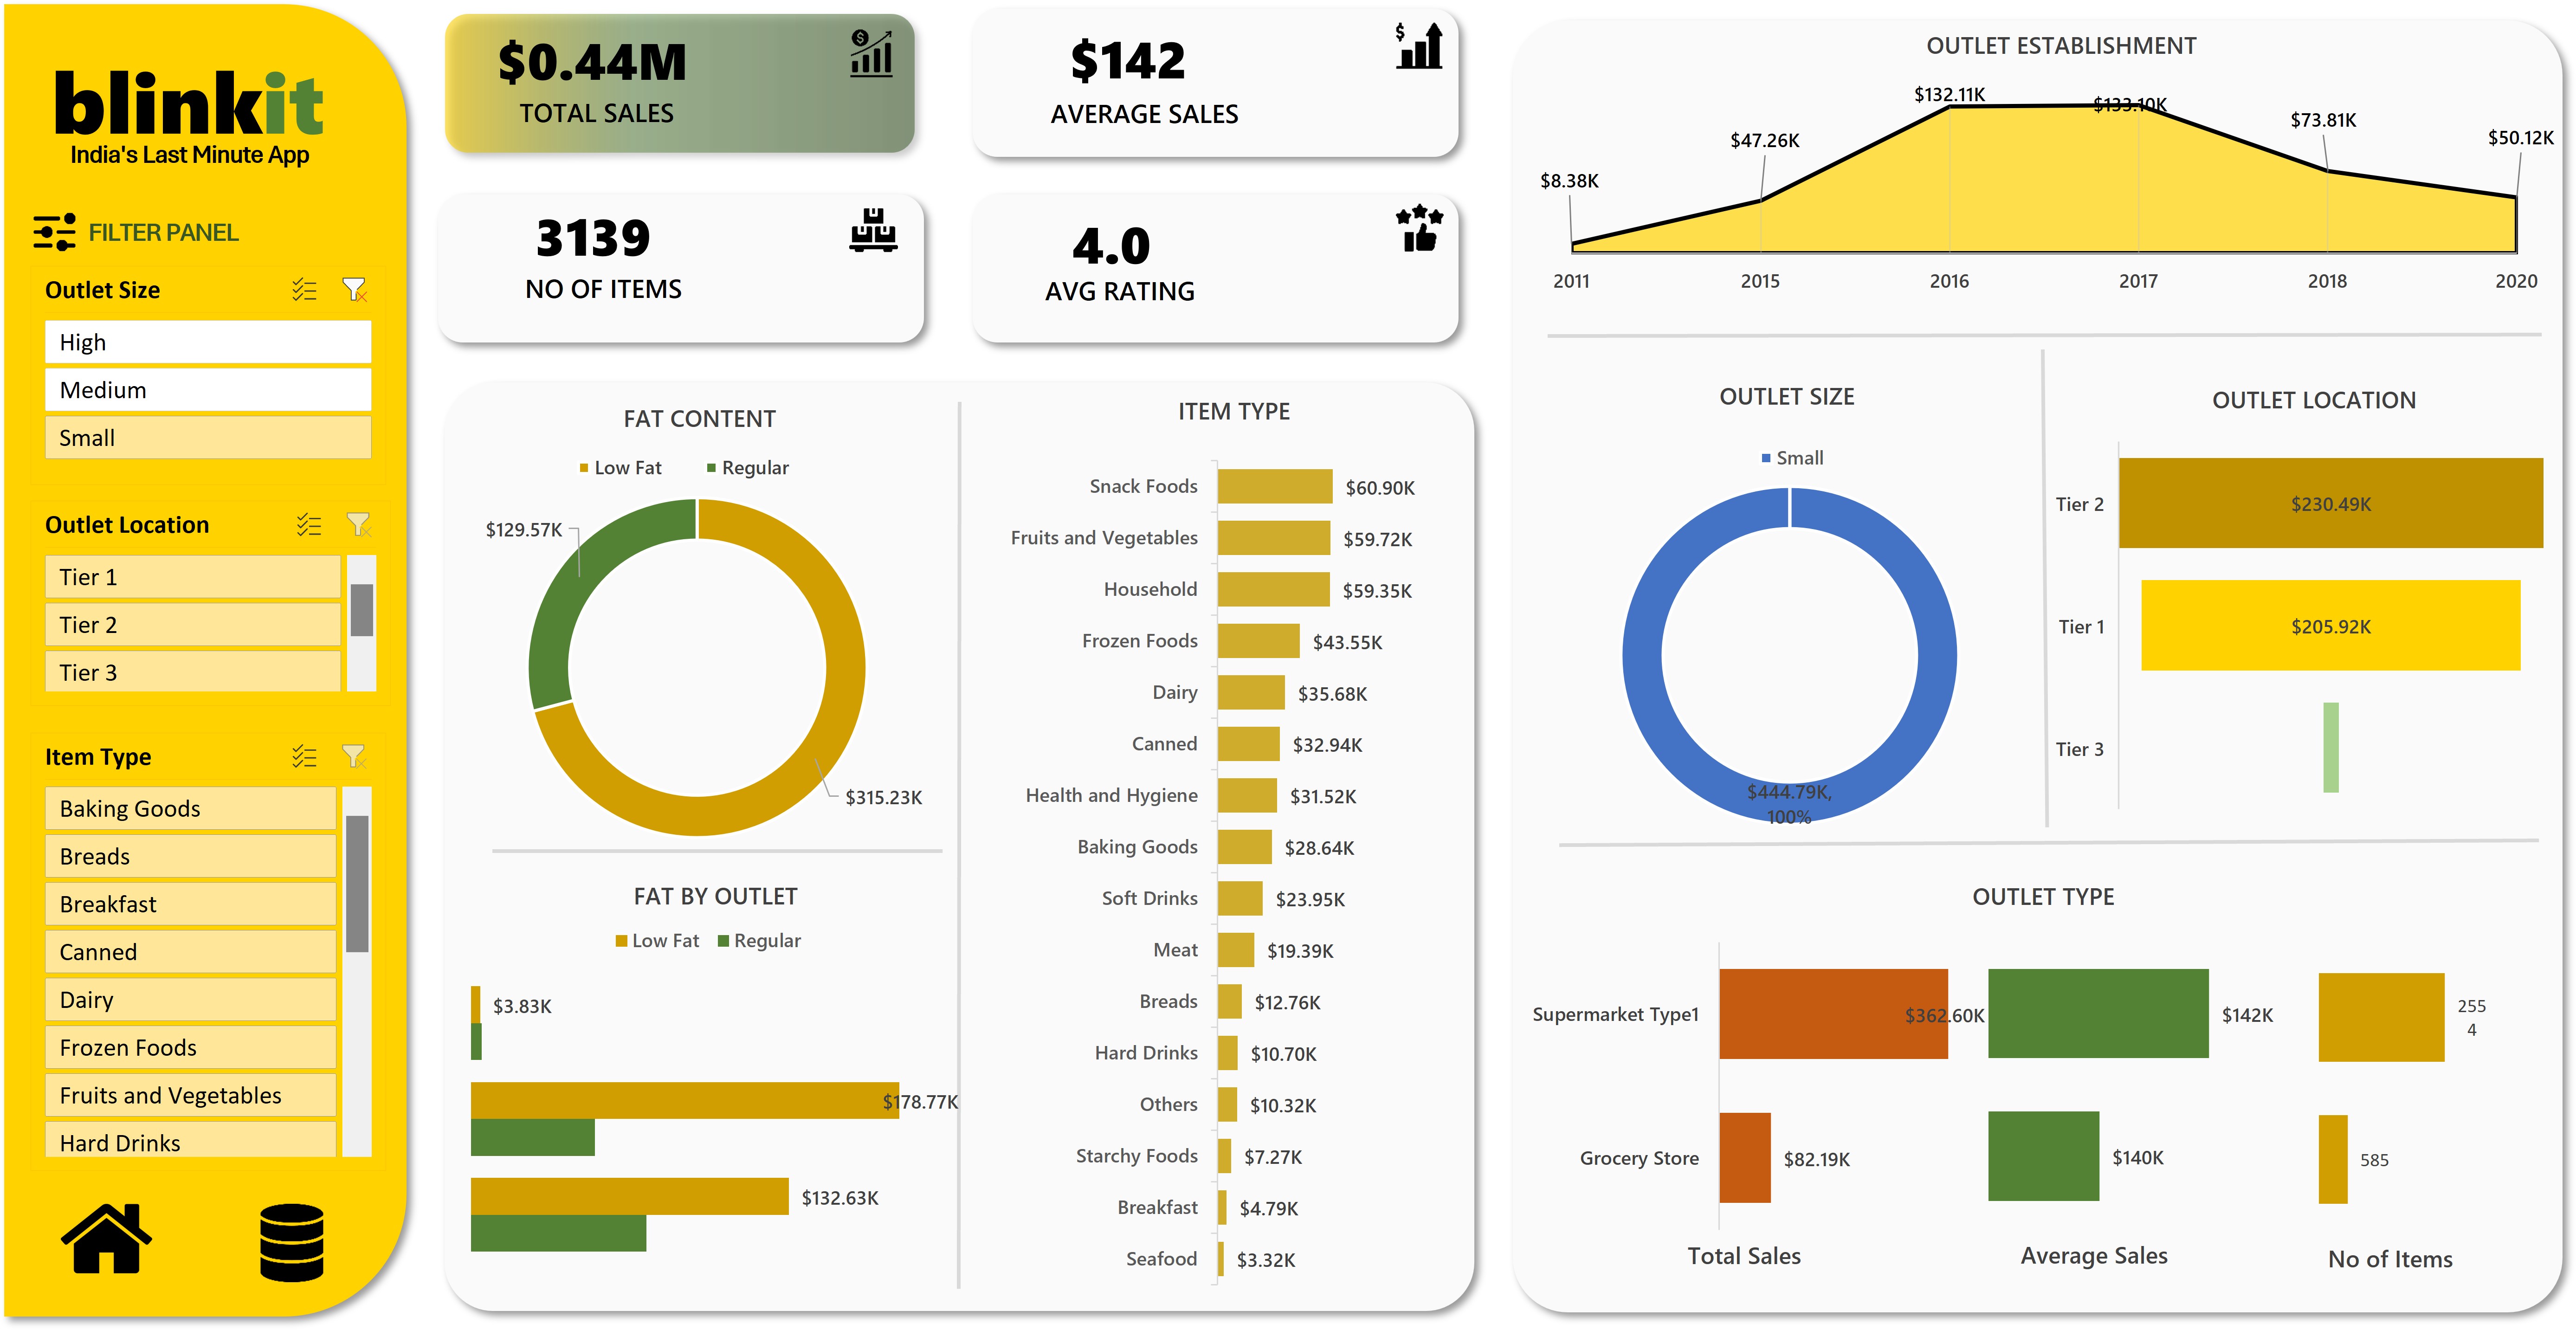 blinkit
India's Last Minute App
FILTER PANEL
Outlet Size
High
Medium
Small
Outlet Location
Tier 1
Tier 2
Tier 3
Item Type
Baking Goods
Breads
Breakfast
Canned
Dairy
Frozen Foods
Fruits and Vegetables
Hard Drinks
$0.44M
TOTAL SALES
$142
AVERAGE SALES
3139
NO OF ITEMS
4.0
AVG RATING
FAT CONTENT
Low Fat Regular
$129.57K
$315.23K
FAT BY OUTLET
Low Fat Regular
$3.83K
$178.77K
$132.63K
ITEM TYPE
Snack Foods $60.90K
Fruits and Vegetables $59.72K
Household $59.35K
Frozen Foods $43.55K
Dairy $35.68K
Canned $32.94K
Health and Hygiene $31.52K
Baking Goods $28.64K
Soft Drinks $23.95K
Meat $19.39K
Breads $12.76K
Hard Drinks $10.70K
Others $10.32K
Starchy Foods $7.27K
Breakfast $4.79K
Seafood $3.32K
OUTLET ESTABLISHMENT
$8.38K $47.26K $132.11K $133.10K $73.81K $50.12K
2011 2015 2016 2017 2018 2020
OUTLET SIZE
Small
$444.79K,
100%
OUTLET LOCATION
Tier 2 $230.49K
Tier 1 $205.92K
Tier 3
OUTLET TYPE
Supermarket Type1 $362.60K $142K 255
4
Grocery Store $82.19K $140K 585
Total Sales Average Sales No of Items